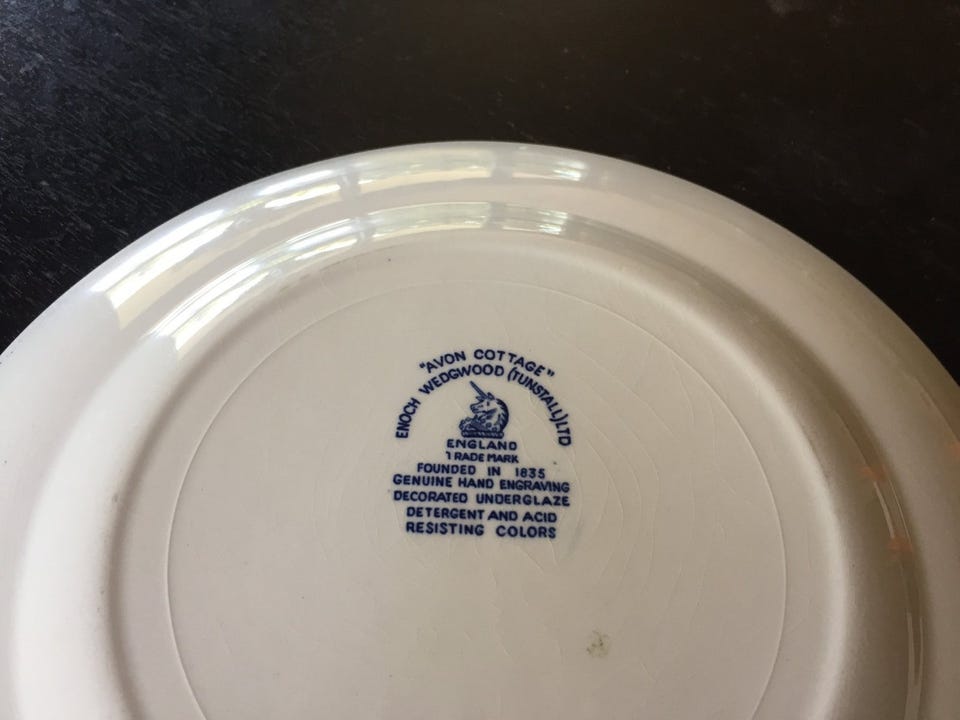 "AVON COTTAGE"
ENOCH WEDGWOOD (TUNSTALL) LTD
ENGLAND
TRADE MARK
FOUNDED IN 1835
GENUINE HAND ENGRAVING
DECORATED UNDERGLAZE
DETERGENT AND ACID
RESISTING COLORS